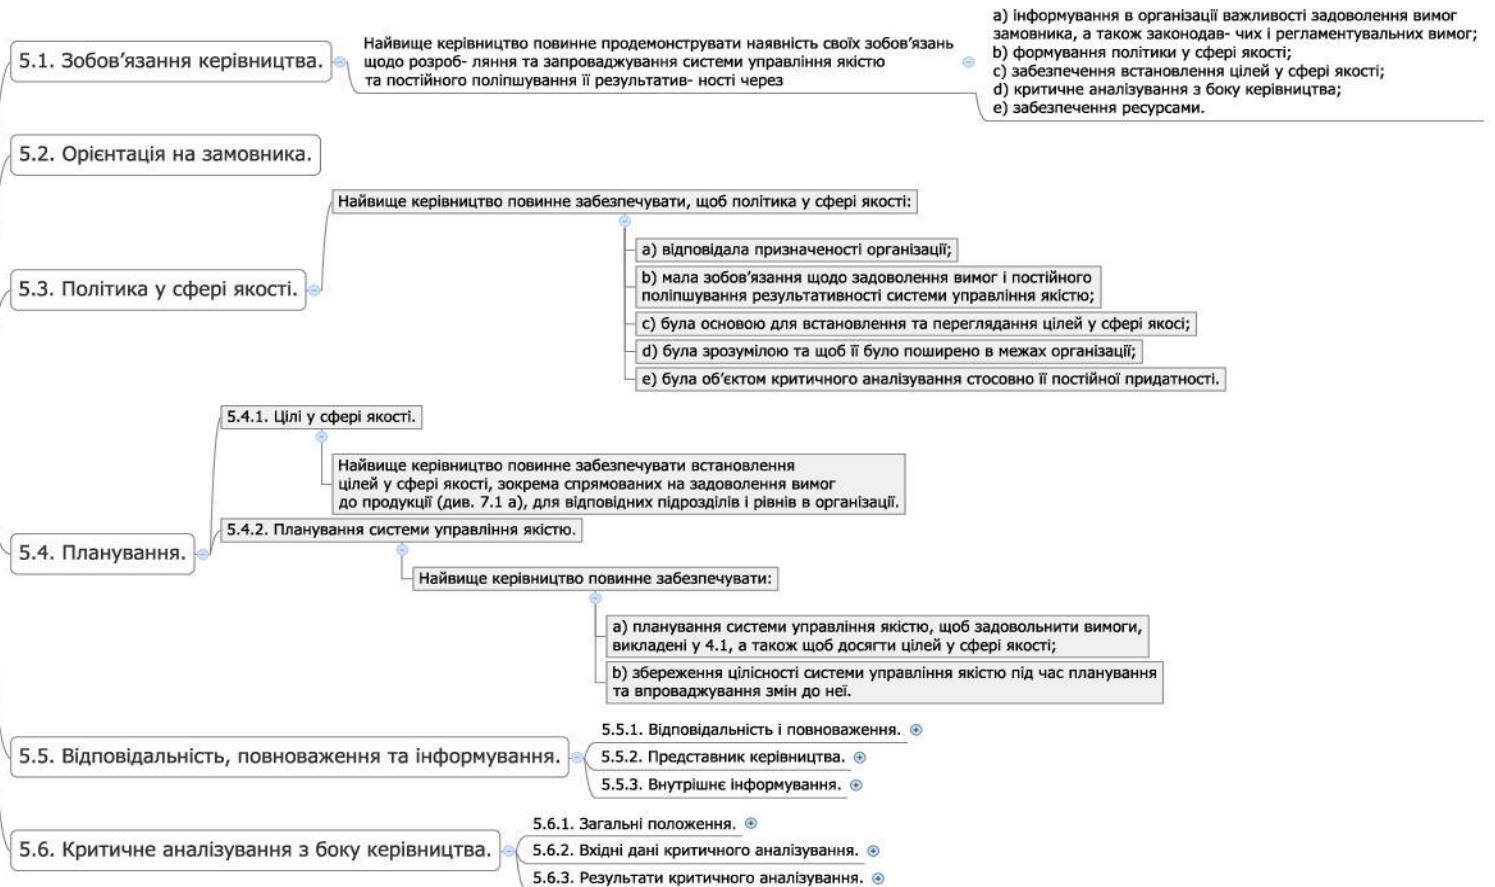 5.1. Зобов’язання керівництва.
Найвище керівництво повинне продемонструвати наявність своїх зобов’язань
щодо розроб- ляння та запроваджування системи управління якістю
та постійного поліпшування її результатив- ності через
a) інформування в організації важливості задоволення вимог
замовника, а також законодав- чих і регламентувальних вимог;
b) формування політики у сфері якості;
c) забезпечення встановлення цілей у сфері якості;
d) критичне аналізування з боку керівництва;
e) забезпечення ресурсами.
5.2. Орієнтація на замовника.
5.3. Політика у сфері якості.
Найвище керівництво повинне забезпечувати, щоб політика у сфері якості:
a) відповідала призначеності організації;
b) мала зобов’язання щодо задоволення вимог і постійного
поліпшування результативності системи управління якістю;
c) була основою для встановлення та переглядання цілей у сфері якосі;
d) була зрозумілою та щоб її було поширено в межах організації;
e) була об’єктом критичного аналізування стосовно її постійної придатності.
5.4. Планування.
5.4.1. Цілі у сфері якості.
Найвище керівництво повинне забезпечувати встановлення
цілей у сфері якості, зокрема спрямованих на задоволення вимог
до продукції (див. 7.1 а), для відповідних підрозділів і рівнів в організації.
5.4.2. Планування системи управління якістю.
Найвище керівництво повинне забезпечувати:
a) планування системи управління якістю, щоб задовольнити вимоги,
викладені у 4.1, а також щоб досягти цілей у сфері якості;
b) збереження цілісності системи управління якістю під час планування
та впроваджування змін до неї.
5.5. Відповідальність, повноваження та інформування.
5.5.1. Відповідальність і повноваження.
5.5.2. Представник керівництва.
5.5.3. Внутрішнє інформування.
5.6. Критичне аналізування з боку керівництва.
5.6.1. Загальні положення.
5.6.2. Вхідні дані критичного аналізування.
5.6.3. Результати критичного аналізування.